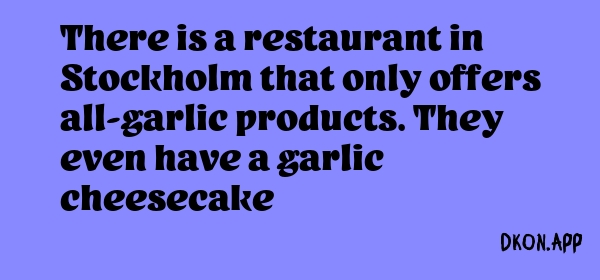 There is a restaurant in
Stockholm that only offers
all-garlic products. They
even have a garlic
cheesecake
DKON.APP